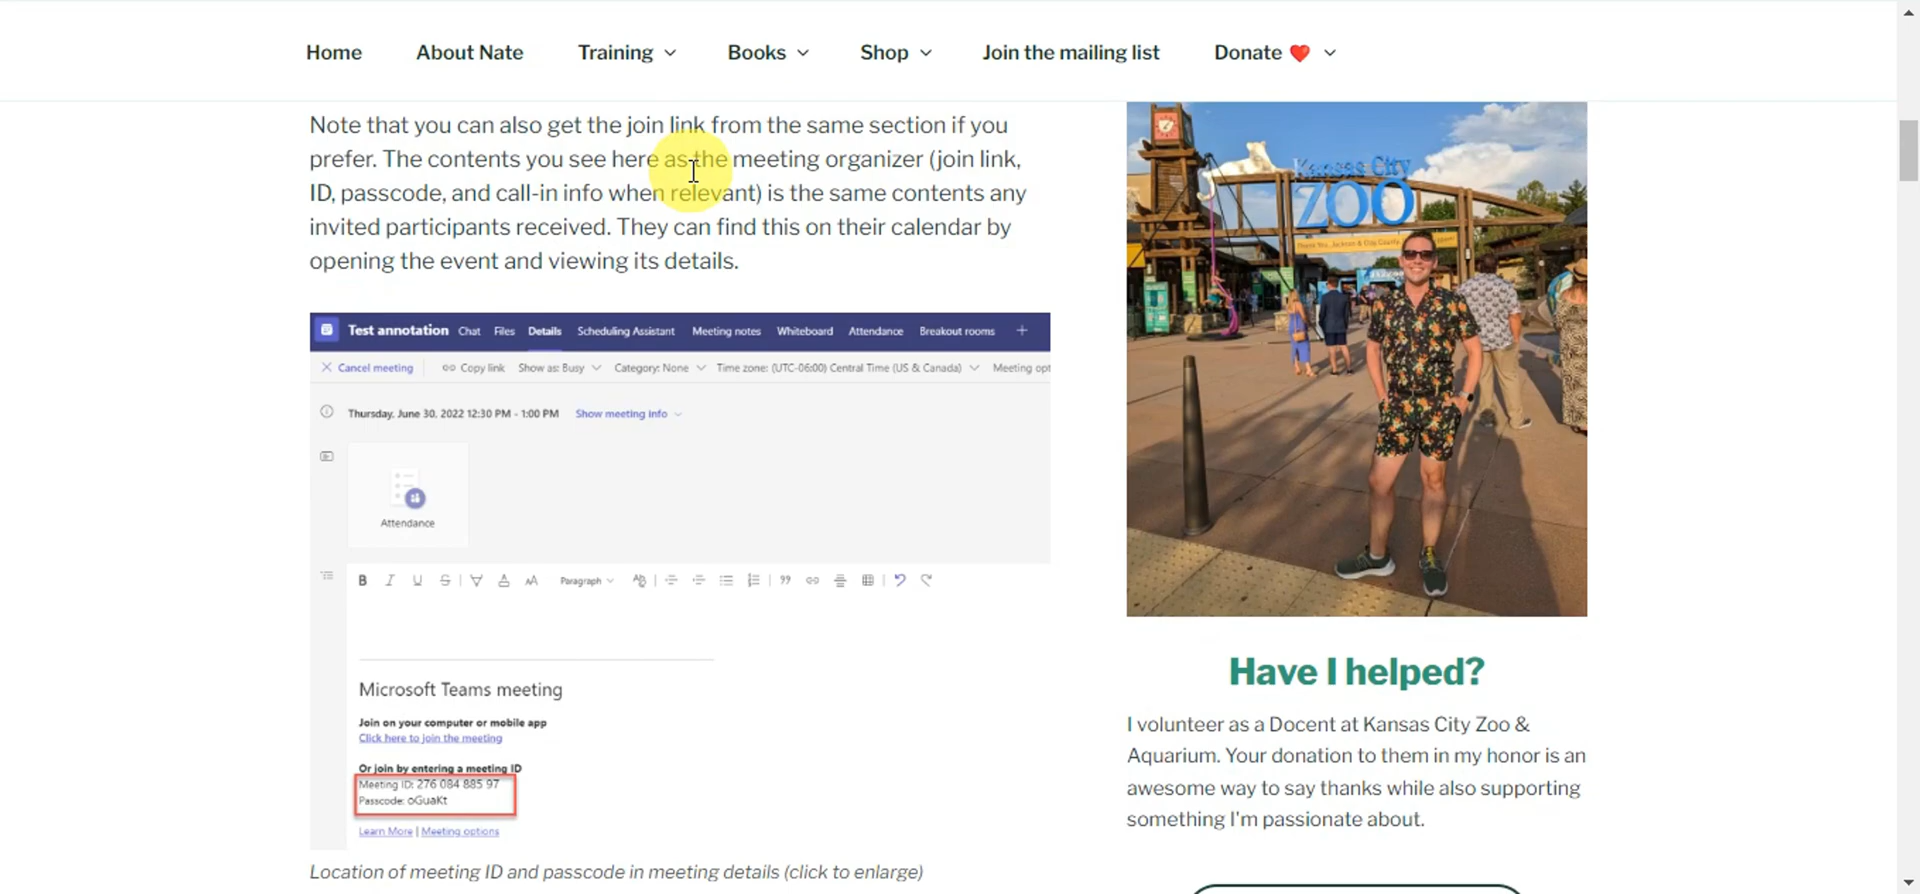 Home About Nate Training Books Shop Join the mailing list Donate
Note that you can also get the join link from the same section if you
prefer. The contents you see here as the meeting organizer (join link,
ID, passcode, and call-in info when relevant) is the same contents any
invited participants received. They can find this on their calendar by
opening the event and viewing its details.
Test annotation Chat Files Details Scheduling Assistant Meeting notes Whiteboard Attendance Breakout rooms
Cancel meeting Copy link Show as: Busy Category: None Time zone: (UTC-06:00) Central Time (US & Canada) Meeting opt
Thursday, June 30, 2022 12:30 PM - 1:00 PM Show meeting info
Attendance
B I U S Paragraph
Microsoft Teams meeting
Join on your computer or mobile app
Click here to join the meeting
Or join by entering a meeting ID
Meeting ID: 276 084 885 97
Passcode: oGuaKt
Learn More | Meeting options
Location of meeting ID and passcode in meeting details (click to enlarge)
Kansas City
ZOO
Have I helped?
I volunteer as a Docent at Kansas City Zoo &
Aquarium. Your donation to them in my honor is an
awesome way to say thanks while also supporting
something I'm passionate about.